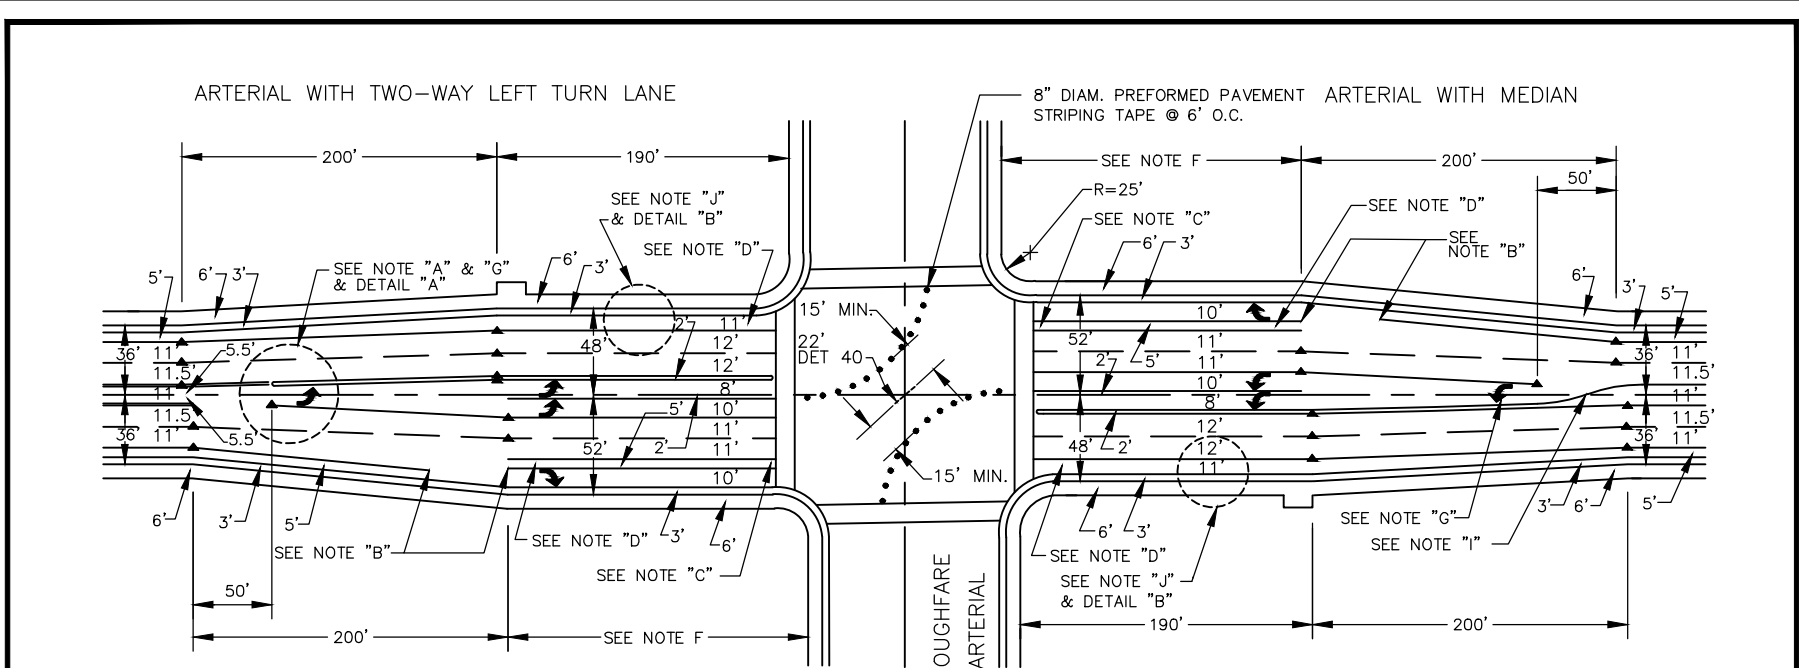 ARTERIAL WITH TWO-WAY LEFT TURN LANE
8" DIAM. PREFORMED PAVEMENT
STRIPING TAPE @ 6' O.C.
ARTERIAL WITH MEDIAN
200'
190'
SEE NOTE F
200'
50'
SEE NOTE "J"
& DETAIL "B"
R=25'
SEE NOTE "C"
SEE NOTE "D"
SEE NOTE "D"
SEE
NOTE "B"
6'
3'
SEE NOTE "A" & "G"
& DETAIL "A"
5'
6'
3'
6'
3'
6'
3'
5'
15' MIN.
22'
DET
40
15' MIN.
36'
11'
11.5'
11'
11.5'
11'
36'
5.5'
5.5'
48'
52'
2'
11'
12'
12'
8'
10'
11'
11'
10'
5'
2'
10'
11'
11'
10'
8'
12'
12'
11'
52'
48'
2'
5'
2'
36'
11'
11.5'
11'
11.5'
11'
36'
6'
3'
5'
SEE NOTE "B"
SEE NOTE "D"
3'
6'
SEE NOTE "C"
6'
3'
SEE NOTE "D"
SEE NOTE "J"
& DETAIL "B"
SEE NOTE "G"
SEE NOTE "I"
3'
6'
5'
50'
200'
SEE NOTE F
190'
200'
OUGHFARE
ARTERIAL